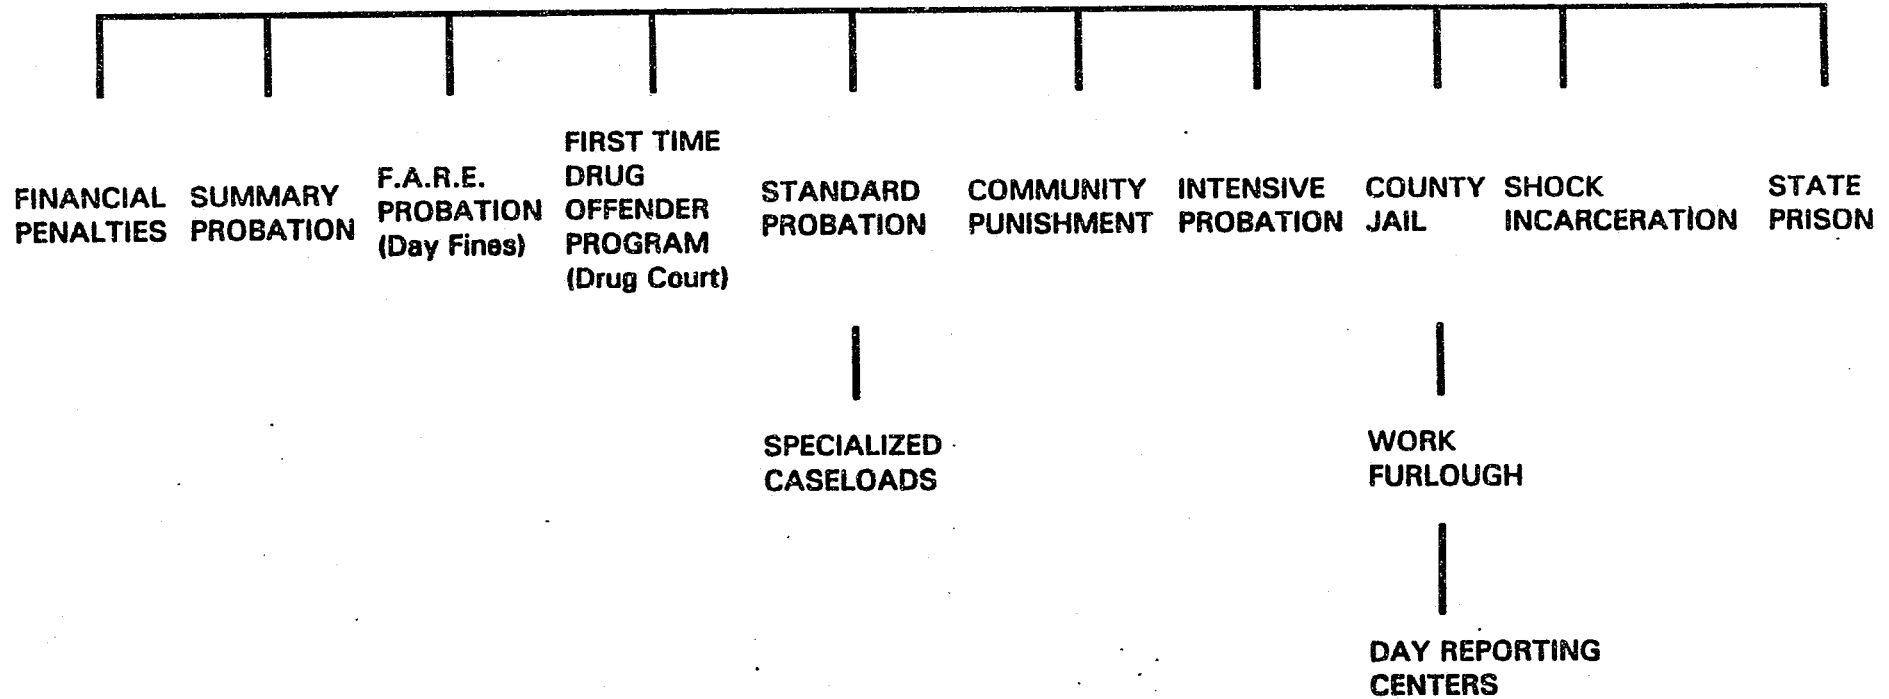 FINANCIAL
PENALTIES
SUMMARY
PROBATION
F.A.R.E.
PROBATION
(Day Fines)
FIRST TIME
DRUG
OFFENDER
PROGRAM
(Drug Court)
STANDARD
PROBATION
COMMUNITY
PUNISHMENT
INTENSIVE
PROBATION
COUNTY
JAIL
SHOCK
INCARCERATION
STATE
PRISON
SPECIALIZED
CASELOADS
WORK
FURLOUGH
DAY REPORTING
CENTERS